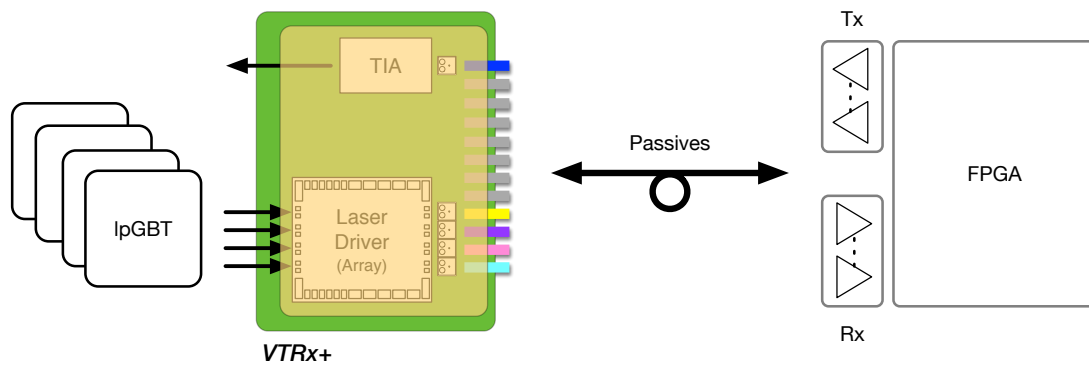 Tx
TIA
Passives
FPGA
lpGBT
Laser
Driver
(Array)
Rx
VTRx+